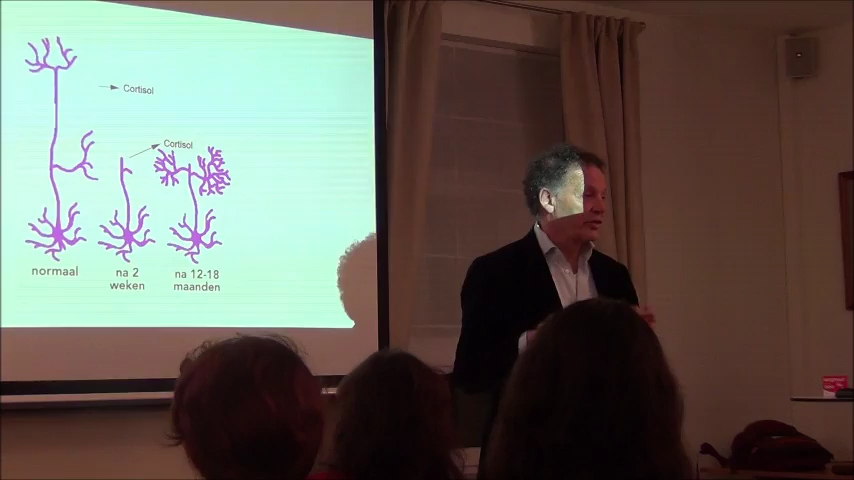 Cortisol
Cortisol
normaal
na 2
weken
na 12-18
maanden